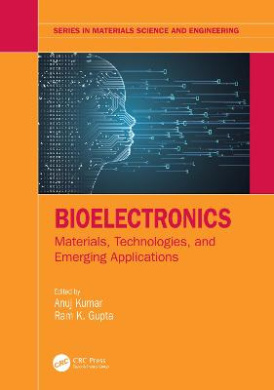 SERIES IN MATERIALS SCIENCE AND ENGINEERING
BIOELECTRONICS
Materials, Technologies, and
Emerging Applications
Edited by
Anuj Kumar
Ram K. Gupta
CRC Press
Taylor & Francis Group